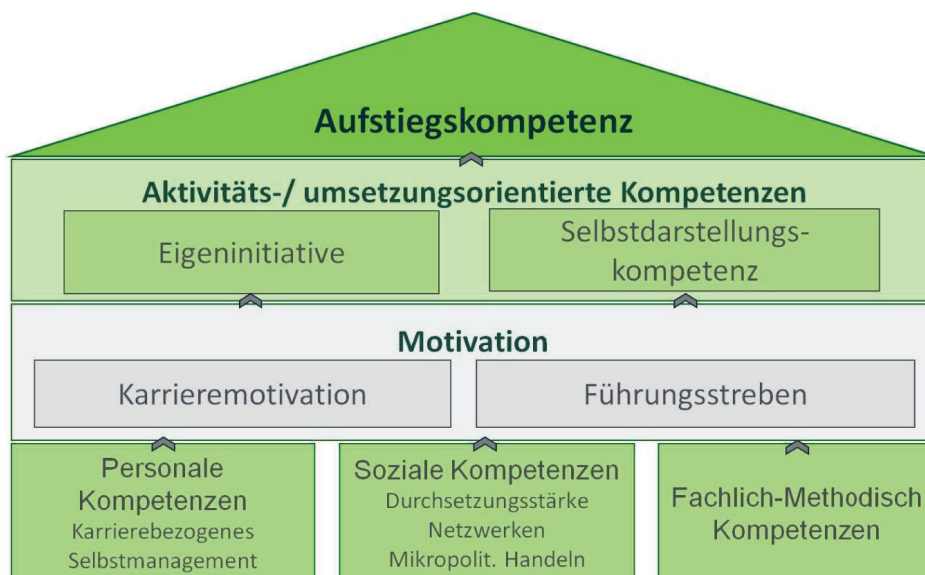 Aufstiegskompetenz
Aktivitäts-/ umsetzungsorientierte Kompetenzen
Eigeninitiative
Selbstdarstellungs-
kompetenz
Motivation
Karrieremotivation
Führungsstreben
Personale
Kompetenzen
Karrierebezogenes
Selbstmanagement
Soziale Kompetenzen
Durchsetzungsstärke
Netzwerken
Mikropolit. Handeln
Fachlich-Methodisch
Kompetenzen